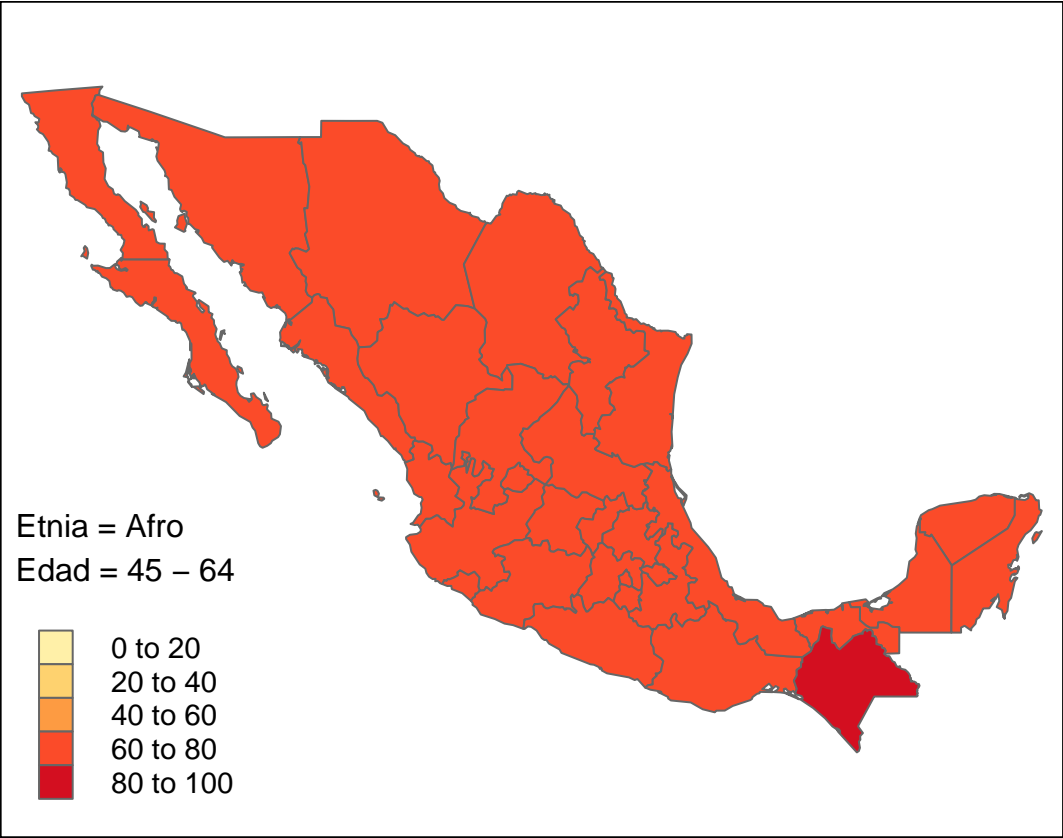 Etnia = Afro
Edad = 45 – 64
0 to 20
20 to 40
40 to 60
60 to 80
80 to 100